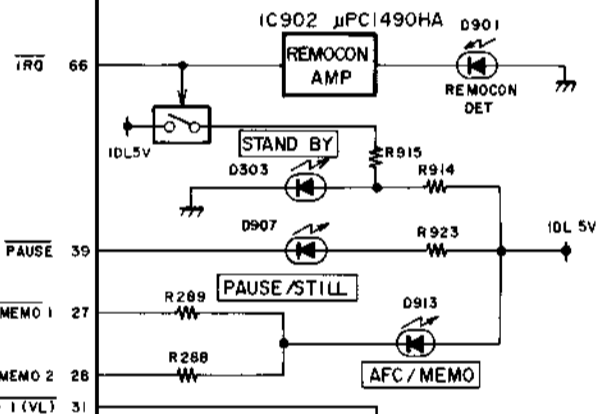 IC902 μPC1490HA
D901
IRQ 66
REMOCON
AMP
REMOCON
DET
IDL5V
STAND BY
R915
D303
R914
D907
R923
IDL 5V
PAUSE 39
PAUSE/STILL
R289
D913
MEMO 1 27
R288
MEMO 2 28
AFC/MEMO
1 (VL) 31